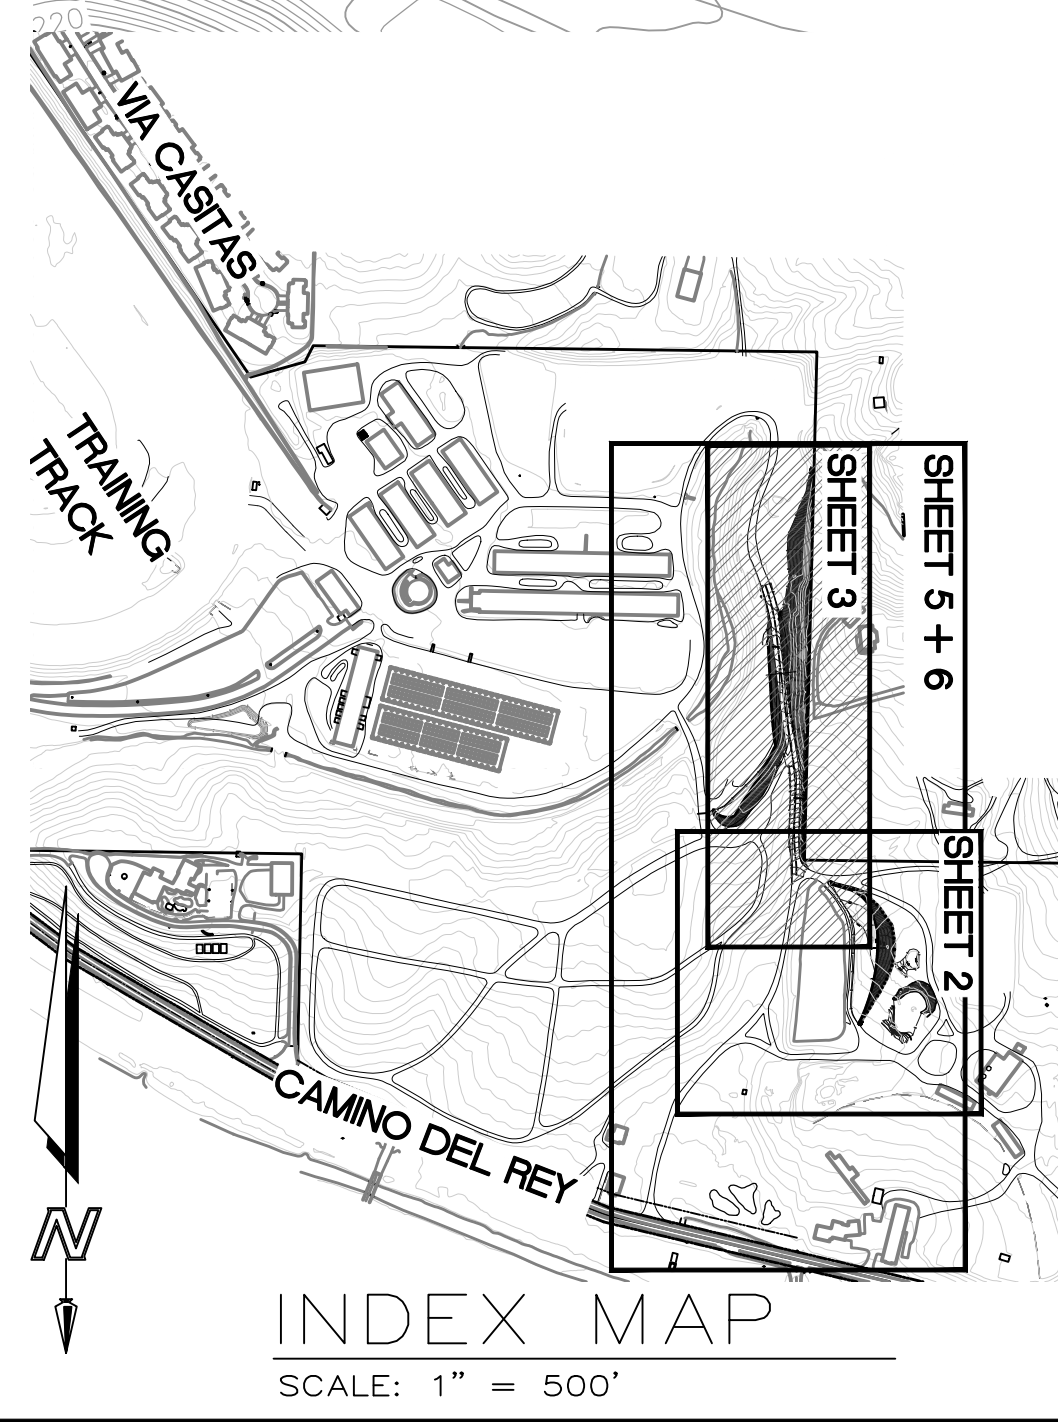 220
VIA CASITAS
TRAINING
TRACK
SHEET 3
SHEET 5 + 6
SHEET 2
CAMINO DEL REY
N
INDEX MAP
SCALE: 1" = 500'